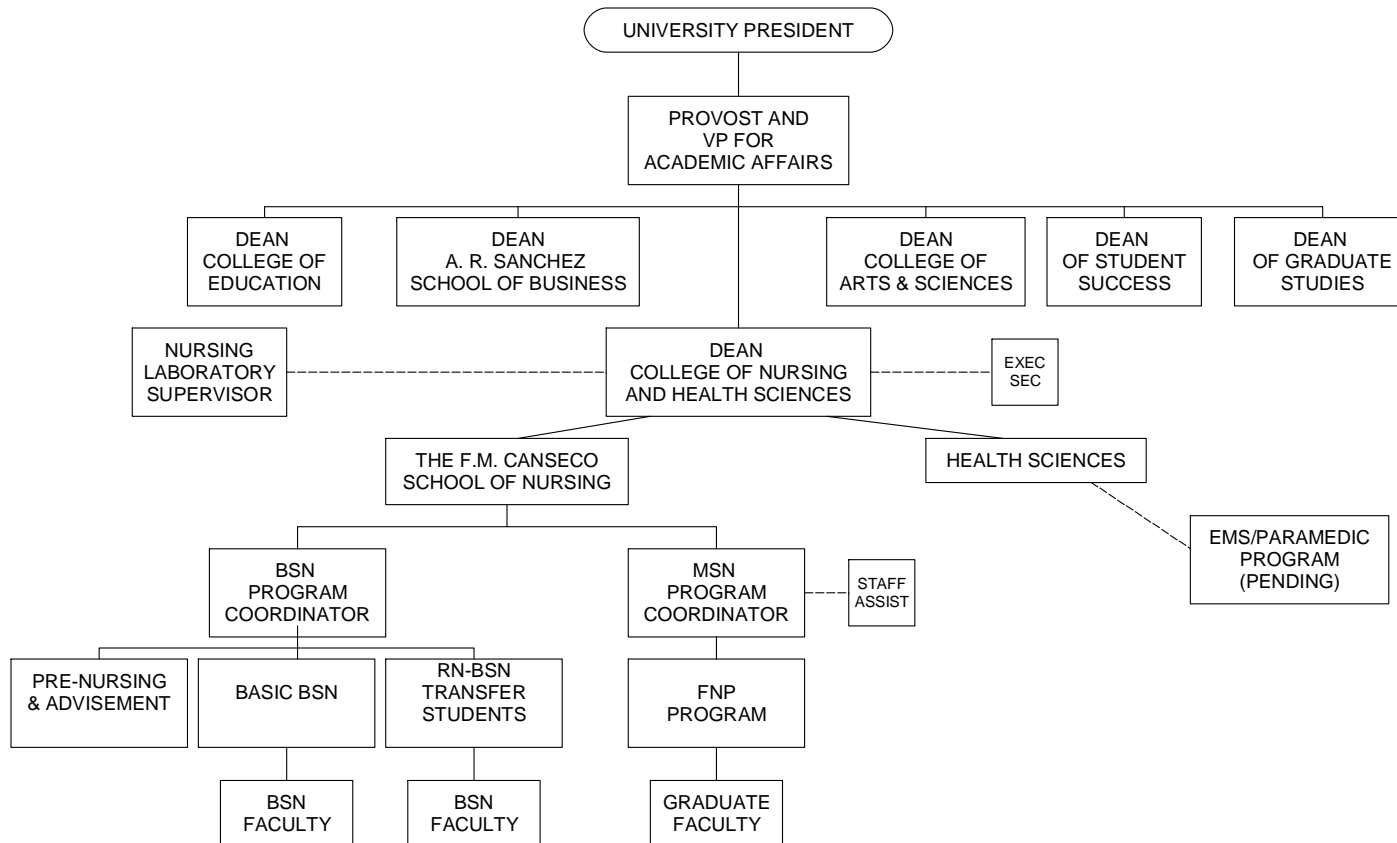 UNIVERSITY PRESIDENT
PROVOST AND
VP FOR
ACADEMIC AFFAIRS
DEAN
COLLEGE OF
EDUCATION
DEAN
A. R. SANCHEZ
SCHOOL OF BUSINESS
DEAN
COLLEGE OF
ARTS & SCIENCES
DEAN
OF STUDENT
SUCCESS
DEAN
OF GRADUATE
STUDIES
NURSING
LABORATORY
SUPERVISOR
DEAN
COLLEGE OF NURSING
AND HEALTH SCIENCES
EXEC
SEC
THE F.M. CANSECO
SCHOOL OF NURSING
HEALTH SCIENCES
EMS/PARAMEDIC
PROGRAM
(PENDING)
BSN
PROGRAM
COORDINATOR
MSN
PROGRAM
COORDINATOR
STAFF
ASSIST
PRE-NURSING
& ADVISEMENT
BASIC BSN
RN-BSN
TRANSFER
STUDENTS
FNP
PROGRAM
BSN
FACULTY
BSN
FACULTY
GRADUATE
FACULTY